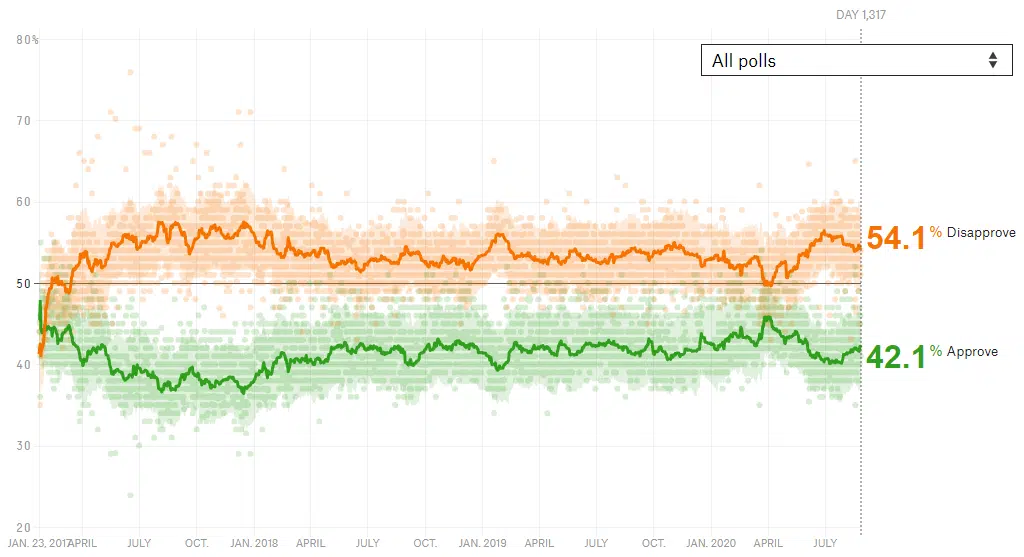 DAY 1,317
80%
All polls
70
60
54.1% Disapprove
50
42.1% Approve
40
30
20
JAN. 23, 2017 APRIL JULY OCT. JAN. 2018 APRIL JULY OCT. JAN. 2019 APRIL JULY OCT. JAN. 2020 APRIL JULY